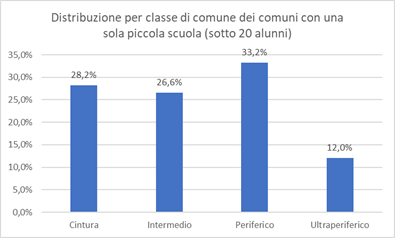 Distribuzione per classe di comune dei comuni con una
sola piccola scuola (sotto 20 alunni)
35,0%
30,0%
25,0%
20,0%
15,0%
10,0%
5,0%
0,0%
28,2%
26,6%
33,2%
12,0%
Cintura
Intermedio
Periferico
Ultraperiferico